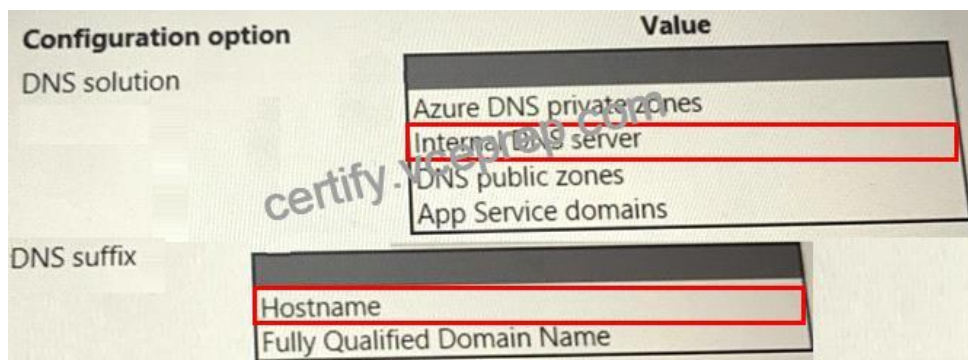 Configuration option
Value
DNS solution
Azure DNS private zones
Internal DNS server
DNS public zones
App Service domains
certify.vceprep.com
DNS suffix
Hostname
Fully Qualified Domain Name